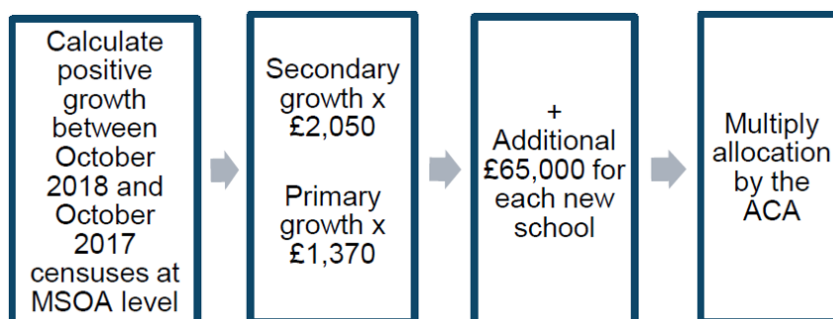 Calculate
positive
growth
between
October
2018 and
October
2017
censuses at
MSOA level
Secondary
growth x
£2,050
Primary
growth x
£1,370
+
Additional
£65,000 for
each new
school
Multiply
allocation
by the
ACA